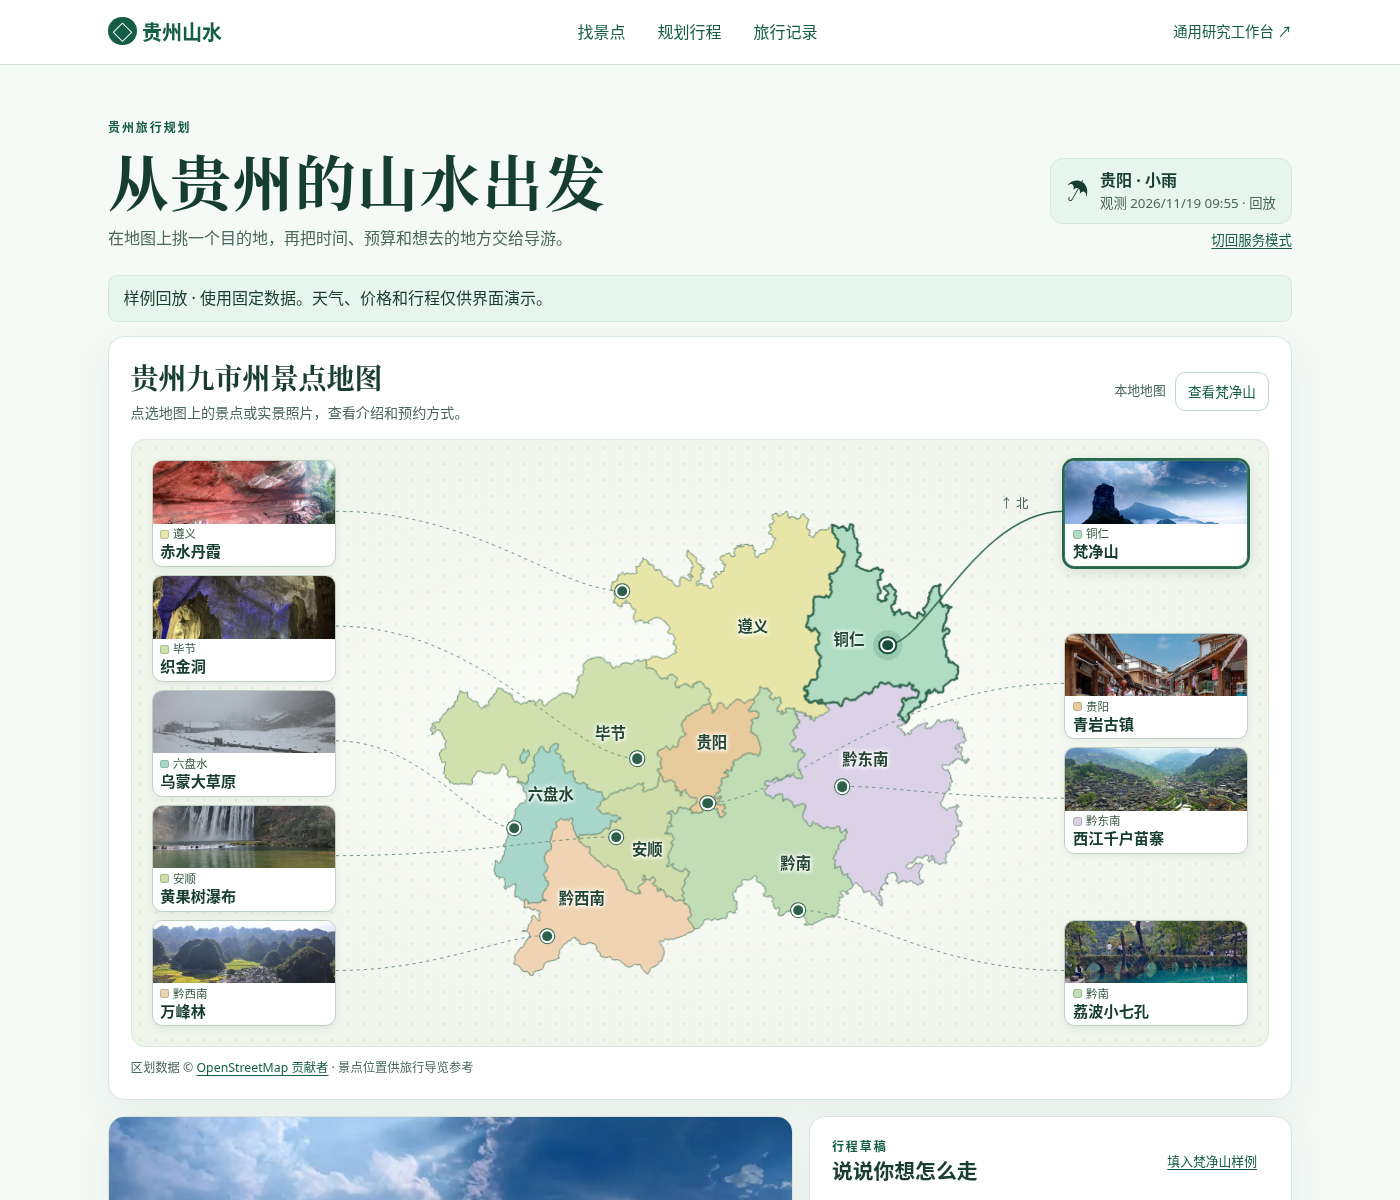 贵州山水
找景点
规划行程
旅行记录
通用研究工作台 ↗
贵州旅行规划
从贵州的山水出发
在地图上挑一个目的地，再把时间、预算和想去的地方交给导游。
贵阳 · 小雨
观测 2026/11/19 09:55 · 回放
切回服务模式
样例回放 · 使用固定数据。天气、价格和行程仅供界面演示。
贵州九市州景点地图
点选地图上的景点或实景照片，查看介绍和预约方式。
本地地图
查看梵净山
遵义
赤水丹霞
毕节
织金洞
六盘水
乌蒙大草原
安顺
黄果树瀑布
黔西南
万峰林
↑ 北
遵义
铜仁
毕节
贵阳
黔东南
六盘水
安顺
黔南
黔西南
铜仁
梵净山
贵阳
青岩古镇
黔东南
西江千户苗寨
黔南
荔波小七孔
区划数据 © OpenStreetMap 贡献者 · 景点位置供旅行导览参考
行程草稿
说说你想怎么走
填入梵净山样例